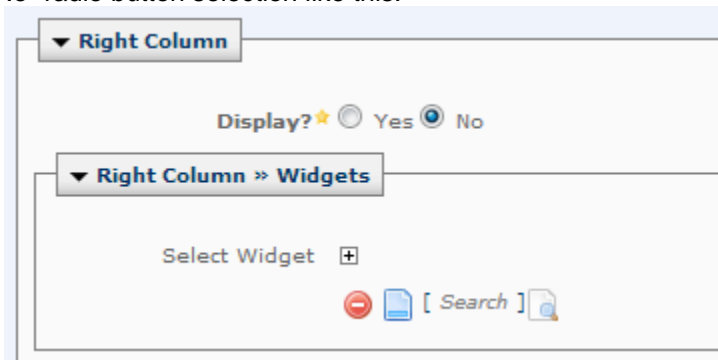 ▼ Right Column
Display? Yes No
▼ Right Column » Widgets
Select Widget
[ Search ]